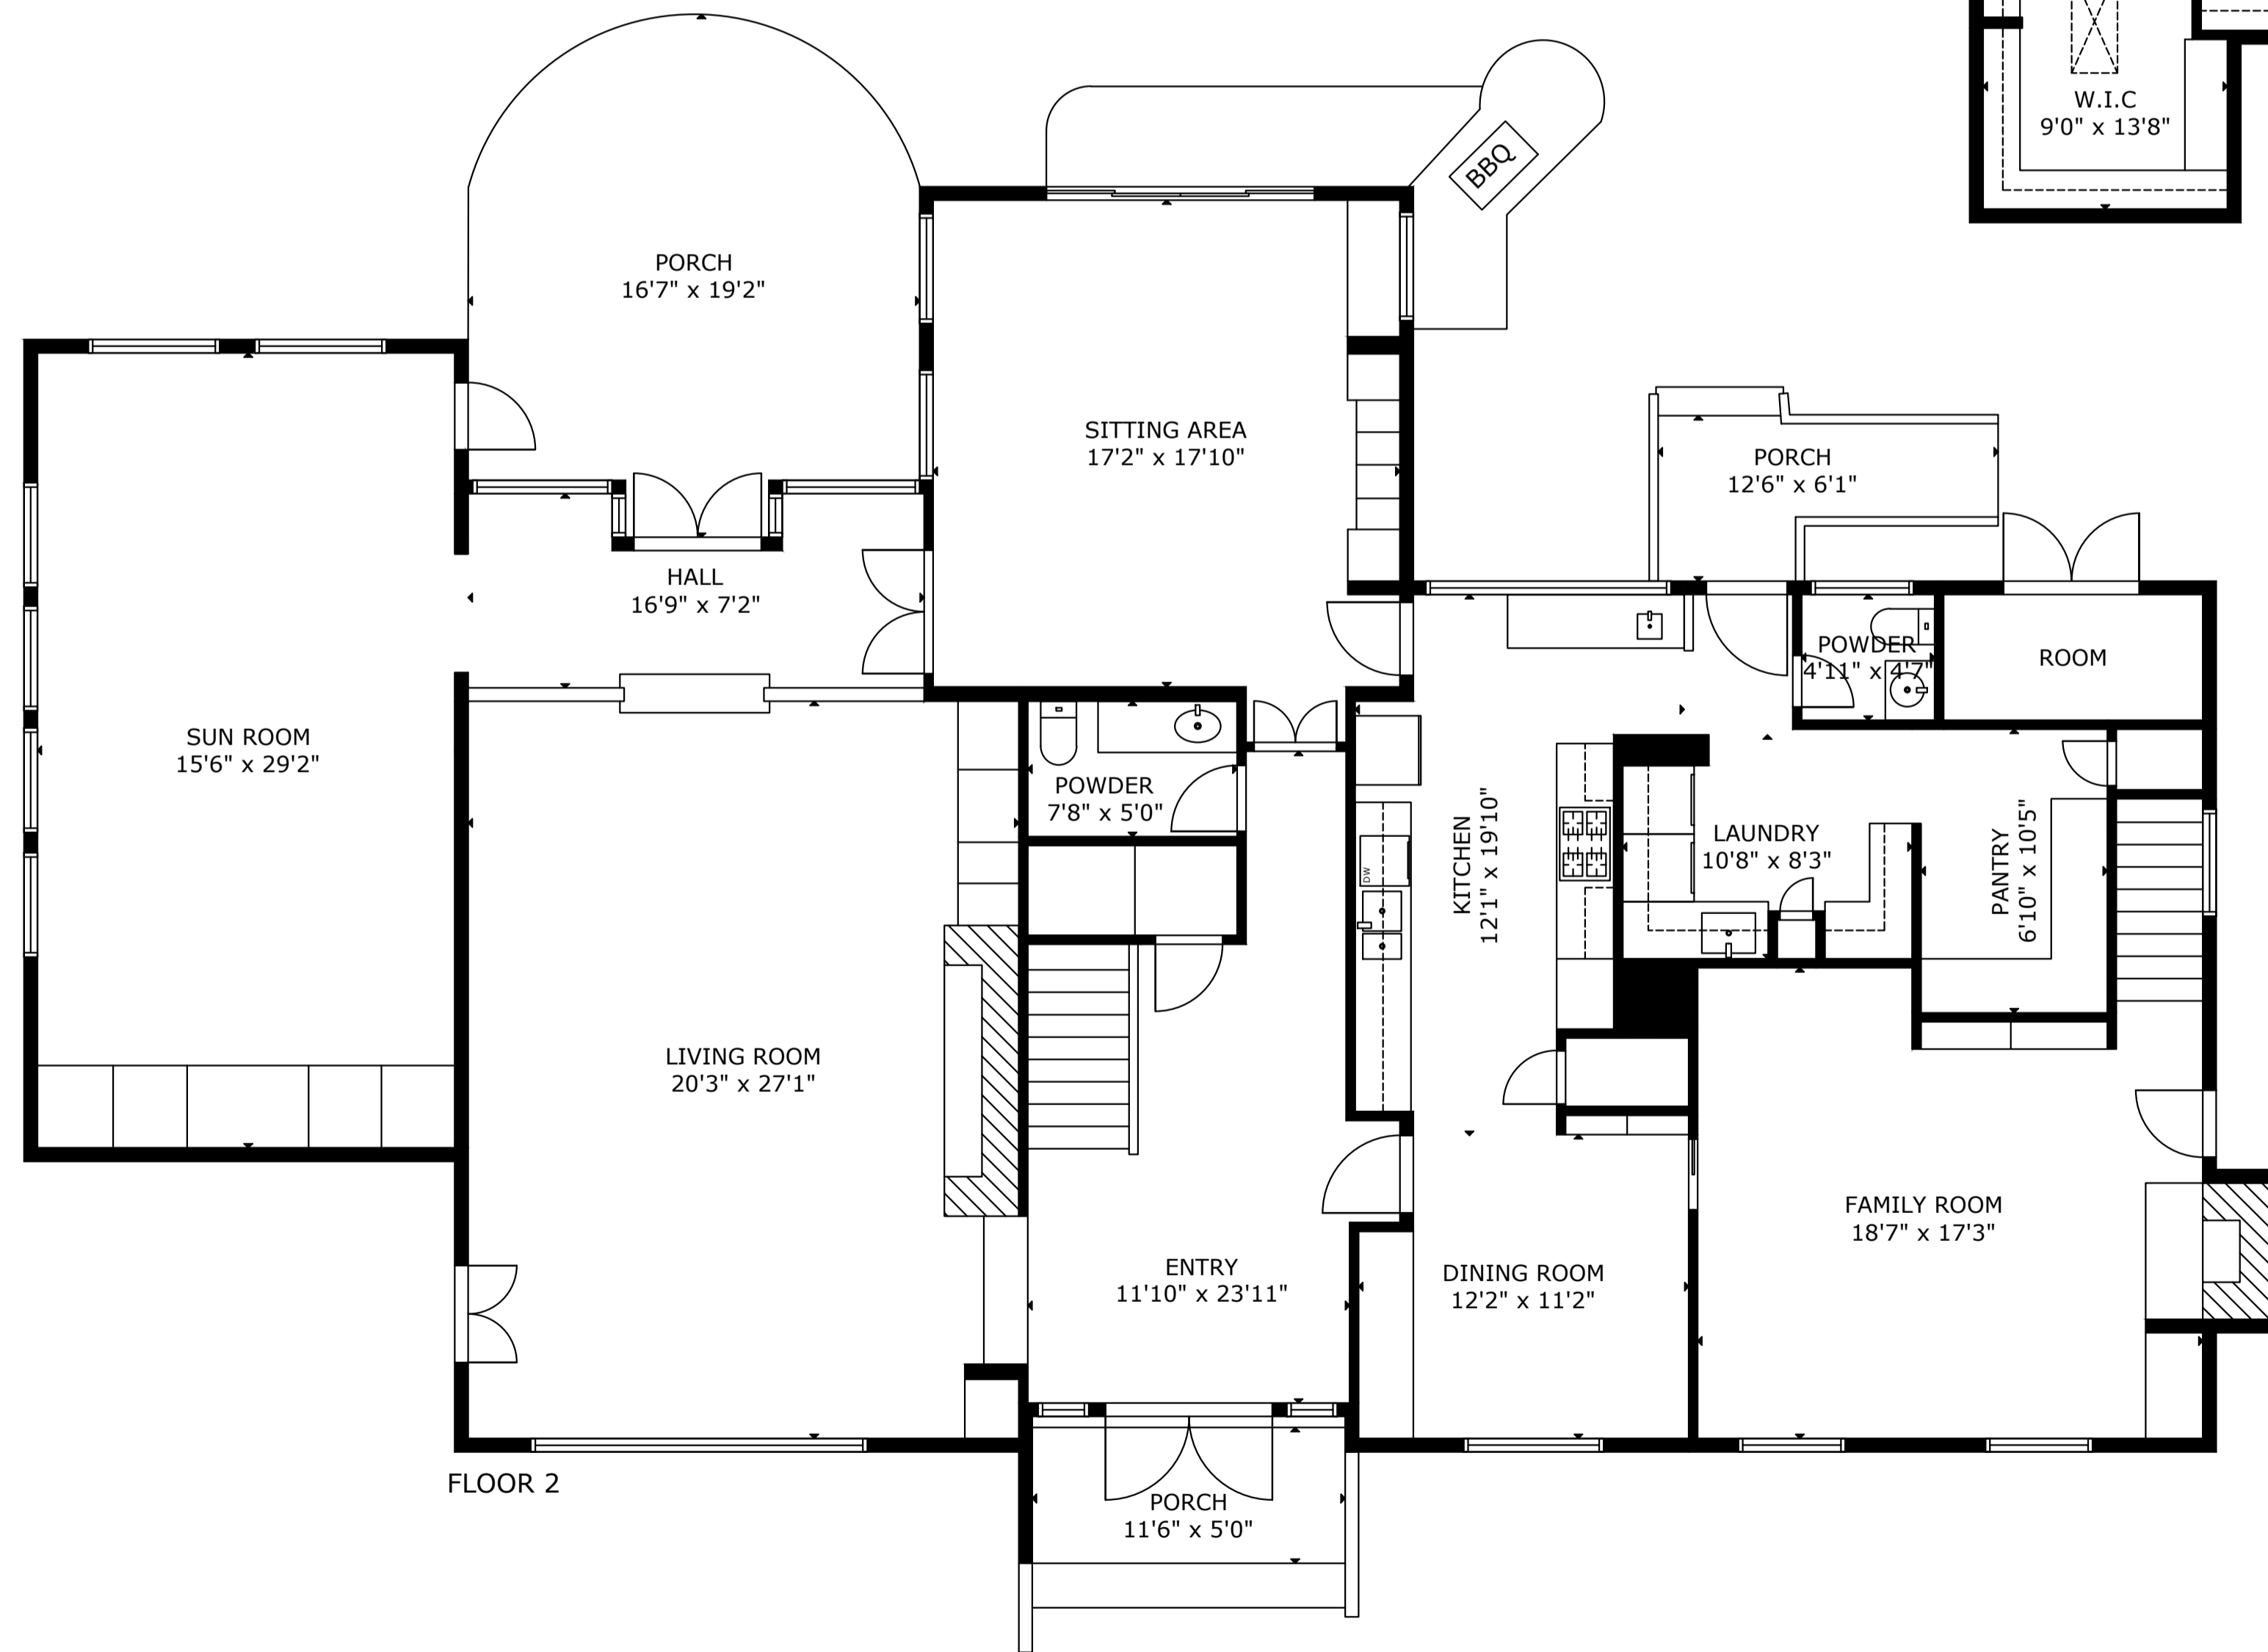 W.I.C
9'0" x 13'8"
BBQ
PORCH
16'7" x 19'2"
SITTING AREA
17'2" x 17'10"
PORCH
12'6" x 6'1"
HALL
16'9" x 7'2"
POWDER
4'11" x 4'7"
ROOM
SUN ROOM
15'6" x 29'2"
POWDER
7'8" x 5'0"
KITCHEN
12'1" x 19'10"
DW
LAUNDRY
10'8" x 8'3"
PANTRY
6'10" x 10'5"
LIVING ROOM
20'3" x 27'1"
FAMILY ROOM
18'7" x 17'3"
ENTRY
11'10" x 23'11"
DINING ROOM
12'2" x 11'2"
FLOOR 2
PORCH
11'6" x 5'0"